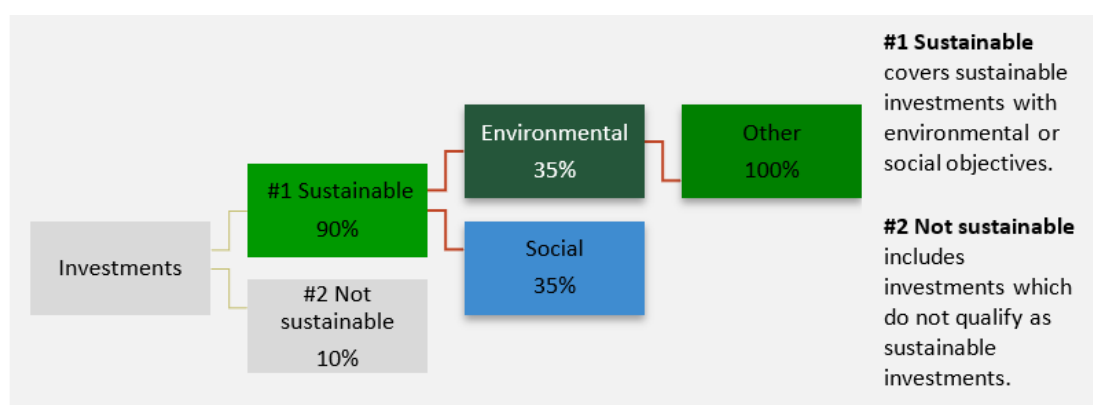 Investments
#1 Sustainable
90%
#2 Not
sustainable
10%
Environmental
35%
Social
35%
Other
100%
#1 Sustainable
covers sustainable
investments with
environmental or
social objectives.
#2 Not sustainable
includes
investments which
do not qualify as
sustainable
investments.